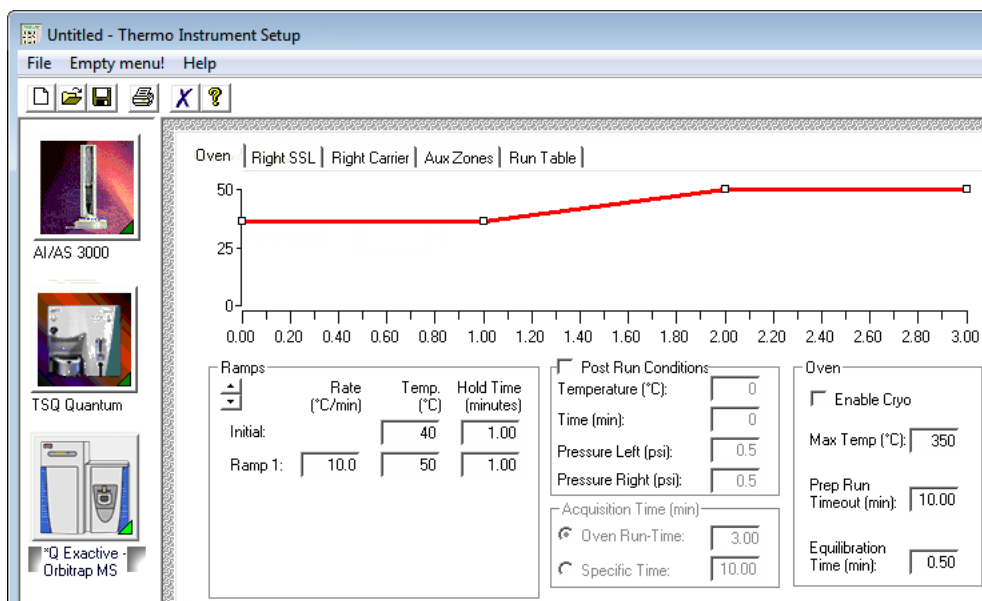 Untitled - Thermo Instrument Setup
File Empty menu! Help
Oven Right SSL Right Carrier Aux Zones Run Table
AI/AS 3000
TSQ Quantum
*Q Exactive -
Orbitrap MS
50
25
0
0.00 0.20 0.40 0.60 0.80 1.00 1.20 1.40 1.60 1.80 2.00 2.20 2.40 2.60 2.80 3.00
Ramps
Rate Temp. Hold Time
(°C/min) (°C) (minutes)
Initial: 40 1.00
Ramp 1: 10.0 50 1.00
Post Run Conditions
Temperature (°C): 0
Time (min): 0
Pressure Left (psi): 0.5
Pressure Right (psi): 0.5
Acquisition Time (min)
Oven Run-Time: 3.00
Specific Time: 10.00
Oven
Enable Cryo
Max Temp (°C): 350
Prep Run
Timeout (min): 10.00
Equilibration
Time (min): 0.50